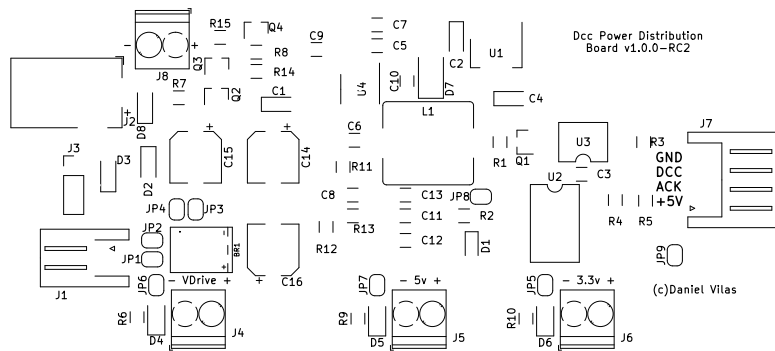 R15
Q4
C9
C7
C5
C2
U1
Dcc Power Distribution
Board v1.0.0-RC2
- +
J8
R8
R14
Q3
Q2
R7
C1
U4
C10
D7
C4
L1
J2
+
D8
J3
D3
D2
C15
+
C14
+
C6
R11
R1
Q1
U3
R3
J7
GND
DCC
ACK
+5V
U2
C3
C8
R13
C13
C11
C12
JP8
R2
D1
R4
R5
JP4
JP3
JP2
JP1
BR1
- +
R12
C16
+
J1
JP6
- VDrive +
JP7
- 5v +
JP5
- 3.3v +
JP9
(c)Daniel Vilas
R6
D4
J4
R9
D5
J5
R10
D6
J6